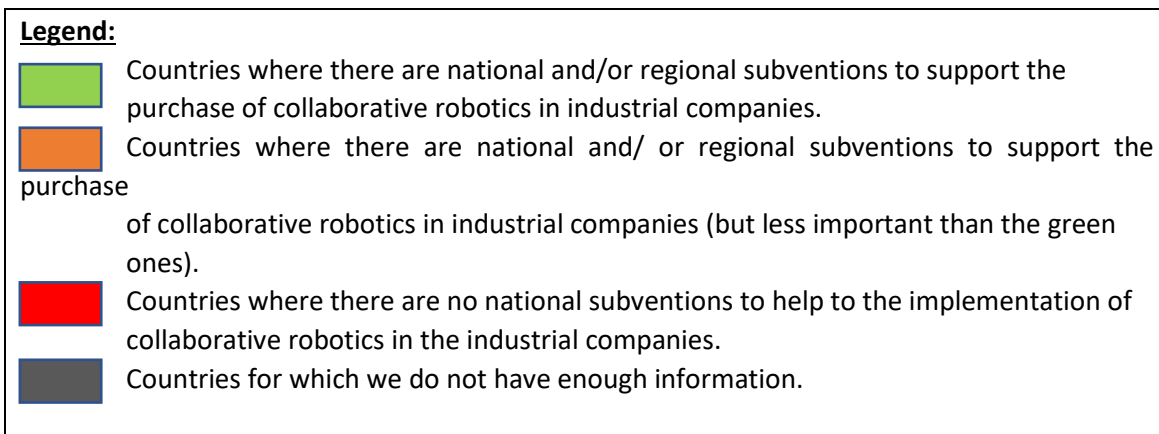 Legend:
Countries where there are national and/or regional subventions to support the
purchase of collaborative robotics in industrial companies.
Countries where there are national and/ or regional subventions to support the
purchase
of collaborative robotics in industrial companies (but less important than the green
ones).
Countries where there are no national subventions to help to the implementation of
collaborative robotics in the industrial companies.
Countries for which we do not have enough information.